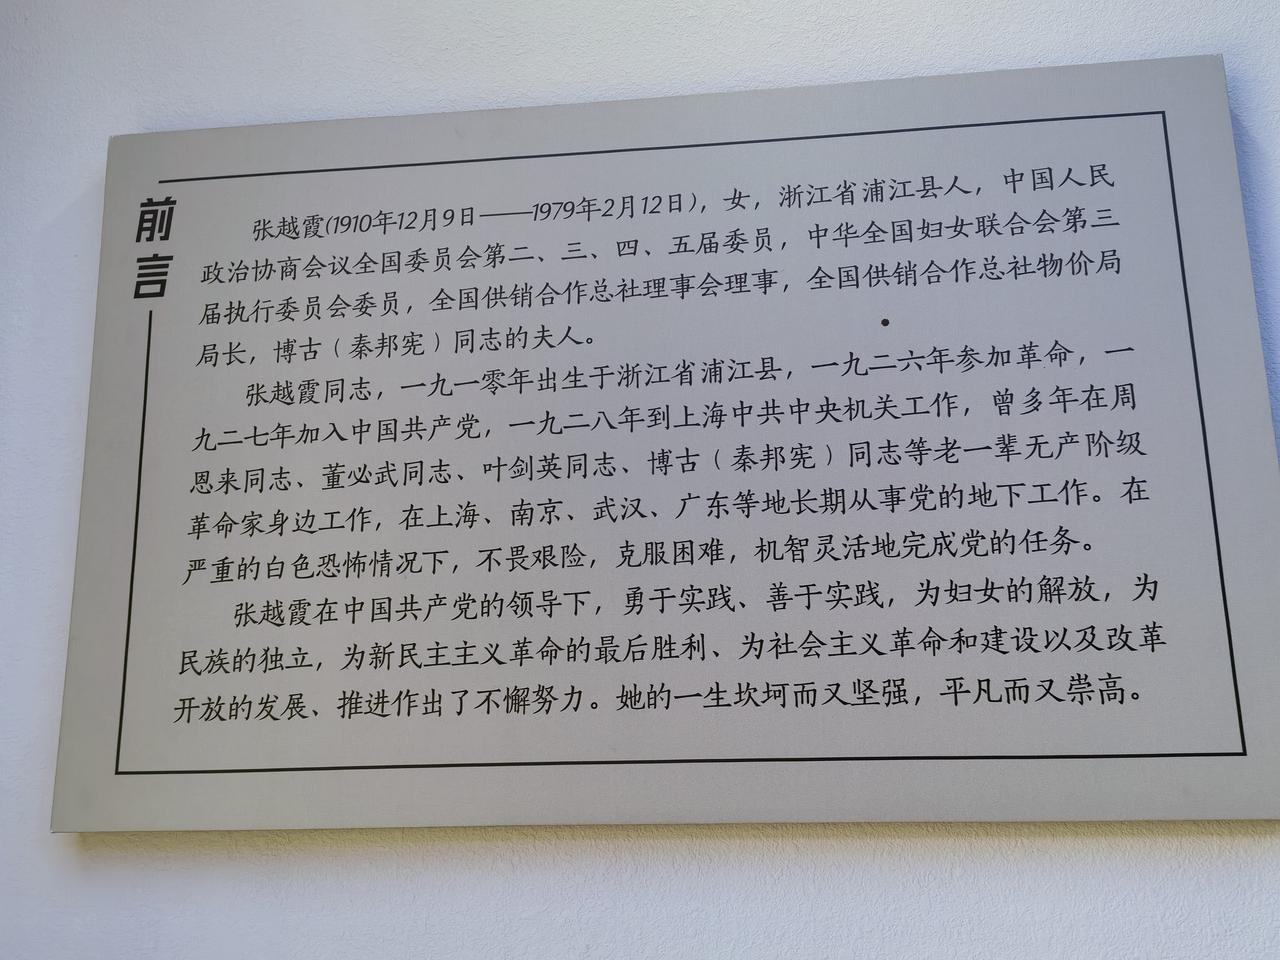 前言
张越霞(1910年12月9日——1979年2月12日)，女，浙江省浦江县人，中国人民
政治协商会议全国委员会第二、三、四、五届委员，中华全国妇女联合会第三
届执行委员会委员，全国供销合作总社理事会理事，全国供销合作总社物价局
局长，博古（秦邦宪）同志的夫人。
张越霞同志，一九一零年出生于浙江省浦江县，一九二六年参加革命，一
九二七年加入中国共产党，一九二八年到上海中共中央机关工作，曾多年在周
恩来同志、董必武同志、叶剑英同志、博古（秦邦宪）同志等老一辈无产阶级
革命家身边工作，在上海、南京、武汉、广东等地长期从事党的地下工作。在
严重的白色恐怖情况下，不畏艰险，克服困难，机智灵活地完成党的任务。
张越霞在中国共产党的领导下，勇于实践、善于实践，为妇女的解放，为
民族的独立，为新民主主义革命的最后胜利、为社会主义革命和建设以及改革
开放的发展、推进作出了不懈努力。她的一生坎坷而又坚强，平凡而又崇高。